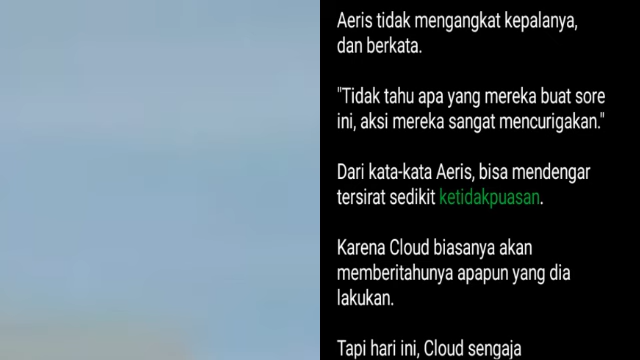 Aeris tidak mengangkat kepalanya,
dan berkata.
"Tidak tahu apa yang mereka buat sore
ini, aksi mereka sangat mencurigakan."
Dari kata-kata Aeris, bisa mendengar
tersirat sedikit ketidakpuasan.
Karena Cloud biasanya akan
memberitahunya apapun yang dia
lakukan.
Tapi hari ini, Cloud sengaja